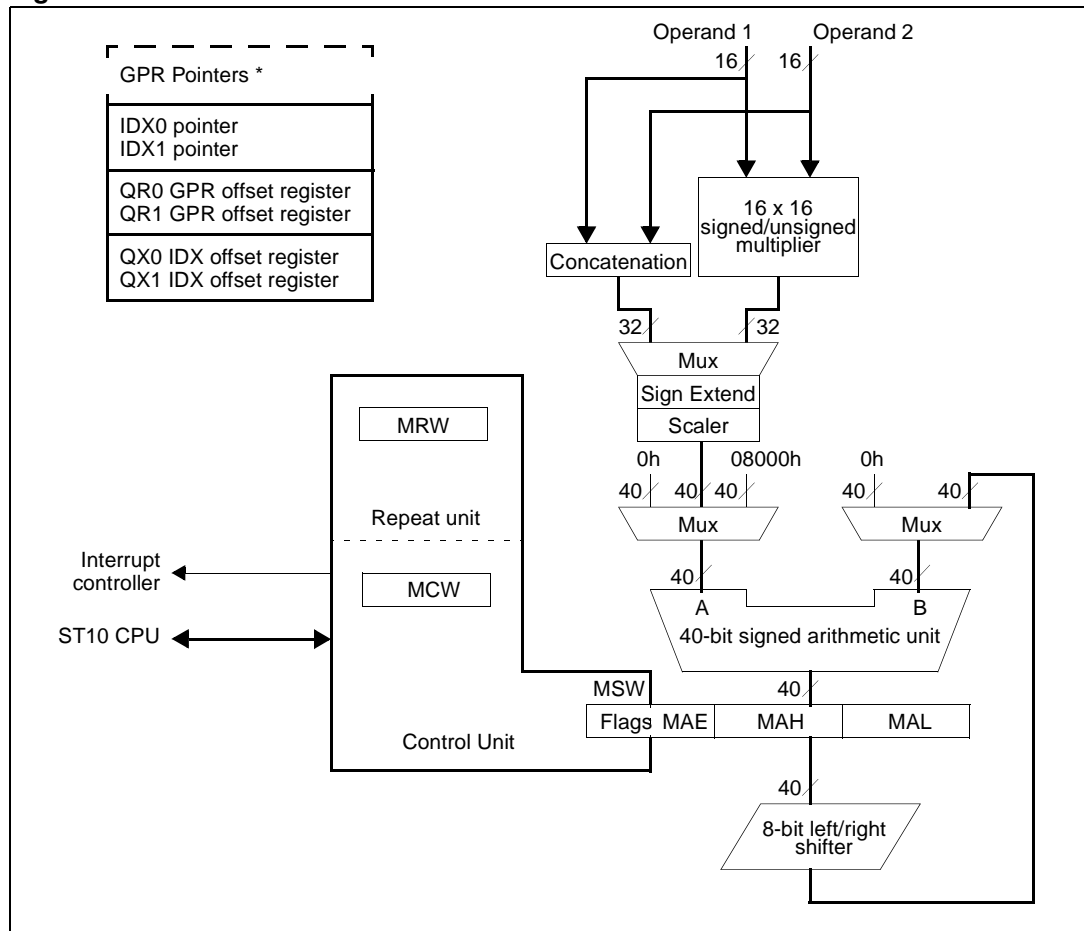 Operand 1 Operand 2
16 16
GPR Pointers *
IDX0 pointer
IDX1 pointer
QR0 GPR offset register
QR1 GPR offset register
QX0 IDX offset register
QX1 IDX offset register
16 x 16
signed/unsigned
multiplier
Concatenation
32 32
Mux
Sign Extend
Scaler
MRW
0h 08000h 0h
40 40 40 40 40
Repeat unit
Mux Mux
Interrupt
controller
MCW
40 40
A B
40-bit signed arithmetic unit
ST10 CPU
MSW 40
Flags MAE MAH MAL
Control Unit
40
8-bit left/right
shifter